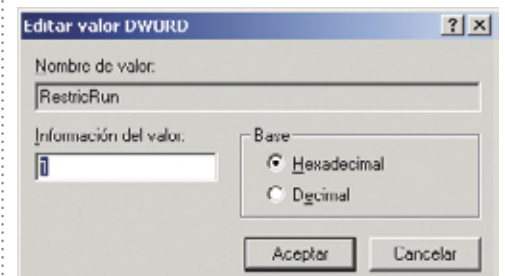 Editar valor DWORD
Nombre de valor:
RestricRun
Información del valor:
1
Base
Hexadecimal
Decimal
Aceptar
Cancelar